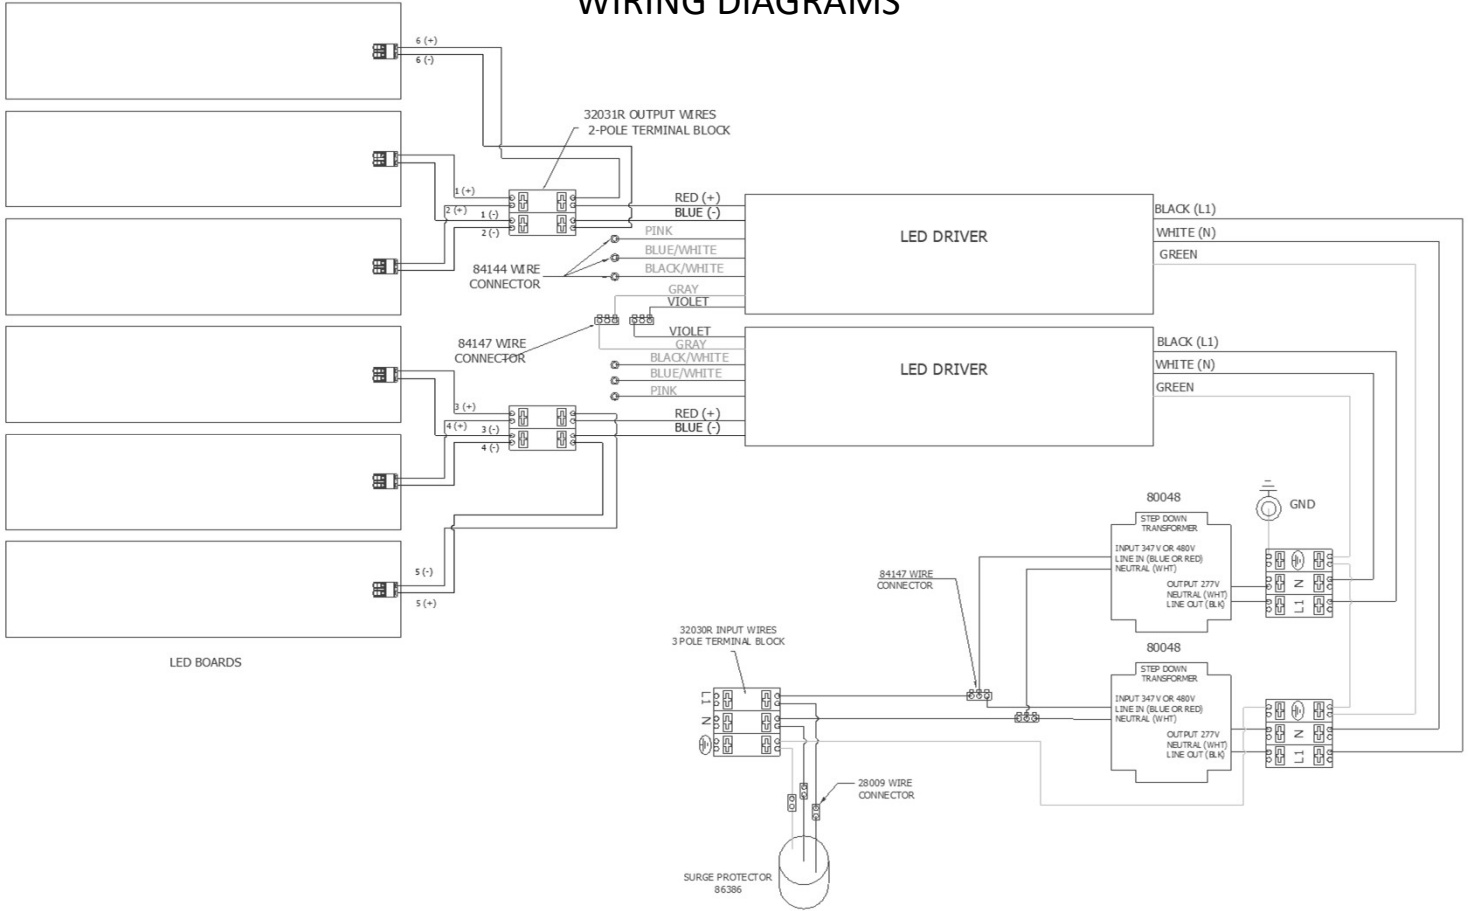 WIRING DIAGRAMS
6 (+)
6 (-)
32031R OUTPUT WIRES
2-POLE TERMINAL BLOCK
1 (+)
2 (+)
1 (-)
2 (-)
RED (+)
BLUE (-)
PINK
BLUE/WHITE
BLACK/WHITE
GRAY
VIOLET
84144 WIRE
CONNECTOR
LED DRIVER
BLACK (L1)
WHITE (N)
GREEN
84147 WIRE
CONNECTOR
VIOLET
GRAY
BLACK/WHITE
BLUE/WHITE
PINK
RED (+)
BLUE (-)
LED DRIVER
BLACK (L1)
WHITE (N)
GREEN
3 (+)
4 (+)
3 (-)
4 (-)
5 (-)
5 (+)
LED BOARDS
80048
STEP DOWN
TRANSFORMER
INPUT 347V OR 480V
LINE IN (BLUE OR RED)
NEUTRAL (WHT)
OUTPUT 277V
NEUTRAL (WHT)
LINE OUT (BLK)
GND
N
L1
84147 WIRE
CONNECTOR
32030R INPUT WIRES
3 POLE TERMINAL BLOCK
L1
N
80048
STEP DOWN
TRANSFORMER
INPUT 347V OR 480V
LINE IN (BLUE OR RED)
NEUTRAL (WHT)
OUTPUT 277V
NEUTRAL (WHT)
LINE OUT (BLK)
N
L1
28009 WIRE
CONNECTOR
SURGE PROTECTOR
86386